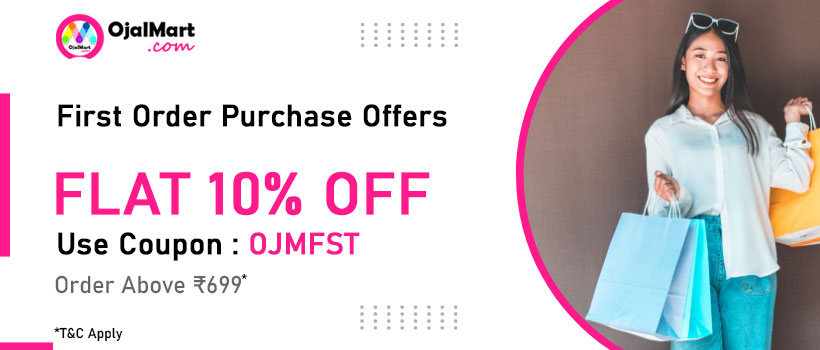 OjalMart
.com
OjalMart
First Order Purchase Offers
FLAT 10% OFF
Use Coupon : OJMFST
Order Above ₹699*
*T&C Apply